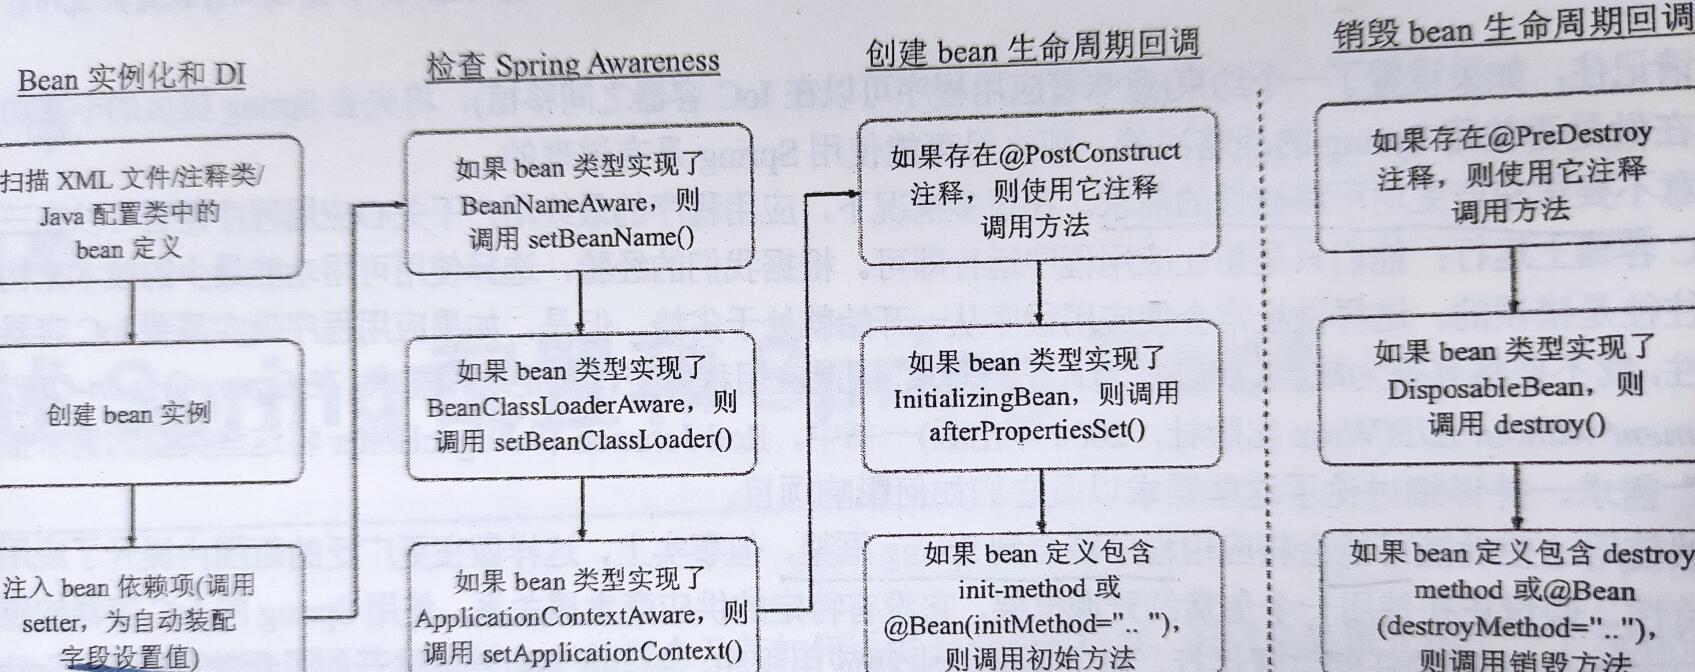 Bean 实例化和 DI
扫描 XML 文件/注释类/
Java 配置类中的
bean 定义
创建 bean 实例
注入 bean 依赖项(调用
setter，为自动装配
字段设置值)
检查 Spring Awareness
如果 bean 类型实现了
BeanNameAware，则
调用 setBeanName()
如果 bean 类型实现了
BeanClassLoaderAware，则
调用 setBeanClassLoader()
如果 bean 类型实现了
ApplicationContextAware，则
调用 setApplicationContext()
创建 bean 生命周期回调
如果存在@PostConstruct
注释，则使用它注释
调用方法
如果 bean 类型实现了
InitializingBean，则调用
afterPropertiesSet()
如果 bean 定义包含
init-method 或
@Bean(initMethod=".. ")，
则调用初始方法
销毁 bean 生命周期回调
如果存在@PreDestroy
注释，则使用它注释
调用方法
如果 bean 类型实现了
DisposableBean，则
调用 destroy()
如果 bean 定义包含 destroy
method 或@Bean
(destroyMethod="..")，
则调用销毁方法